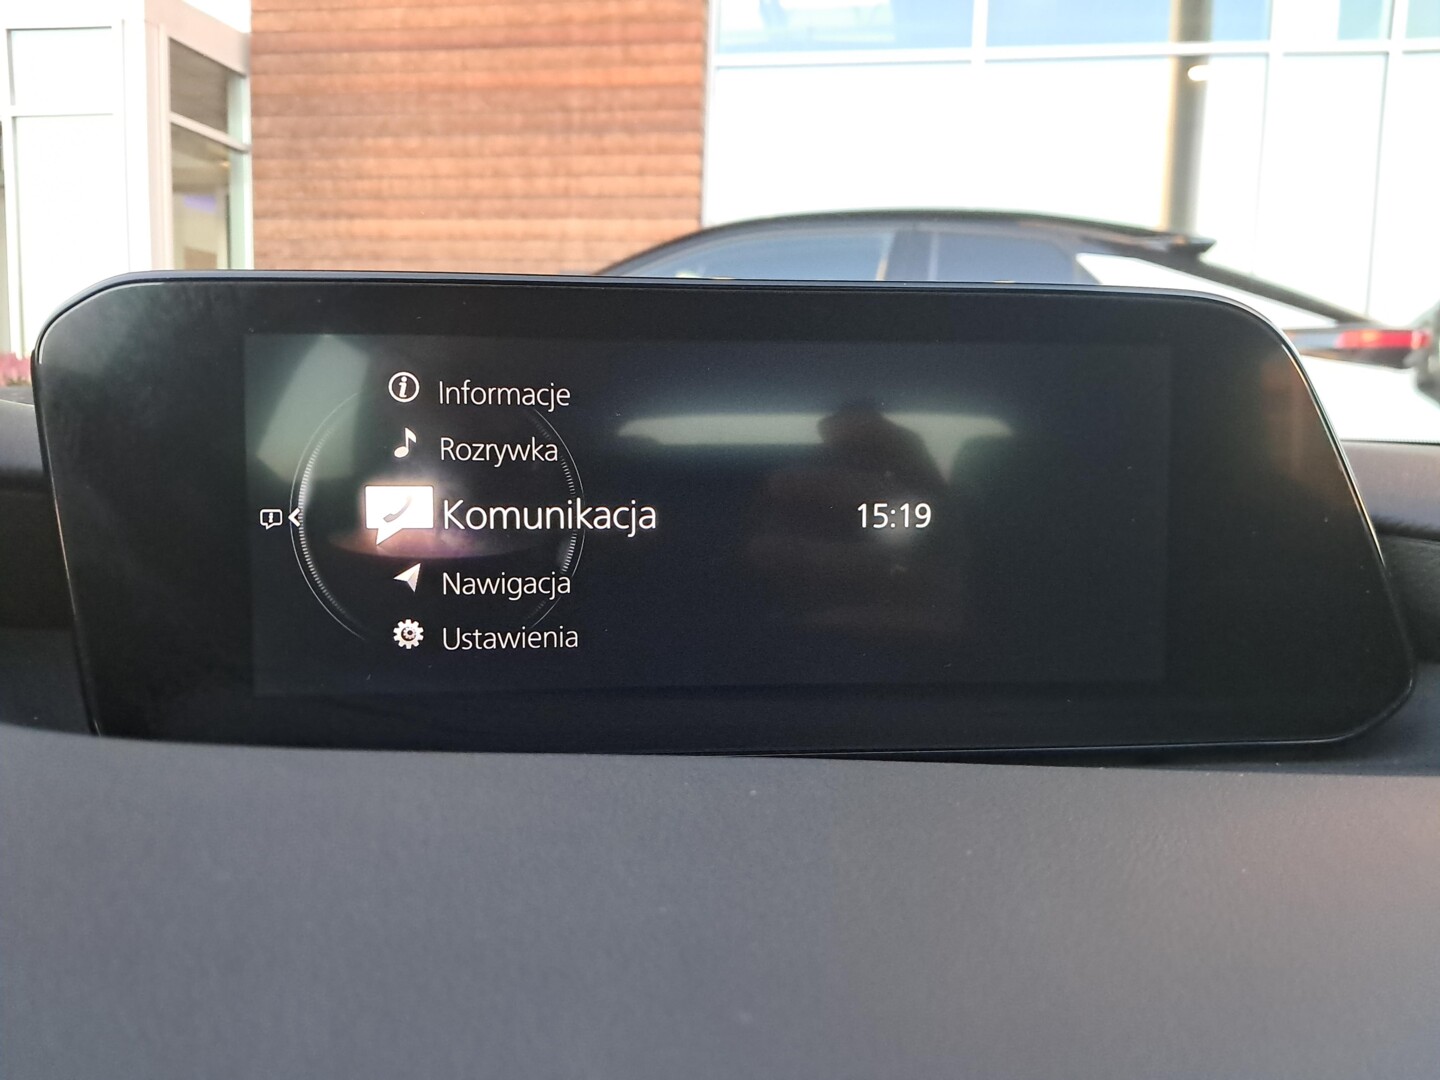 Informacje
Rozrywka
Komunikacja
15:19
Nawigacja
Ustawienia